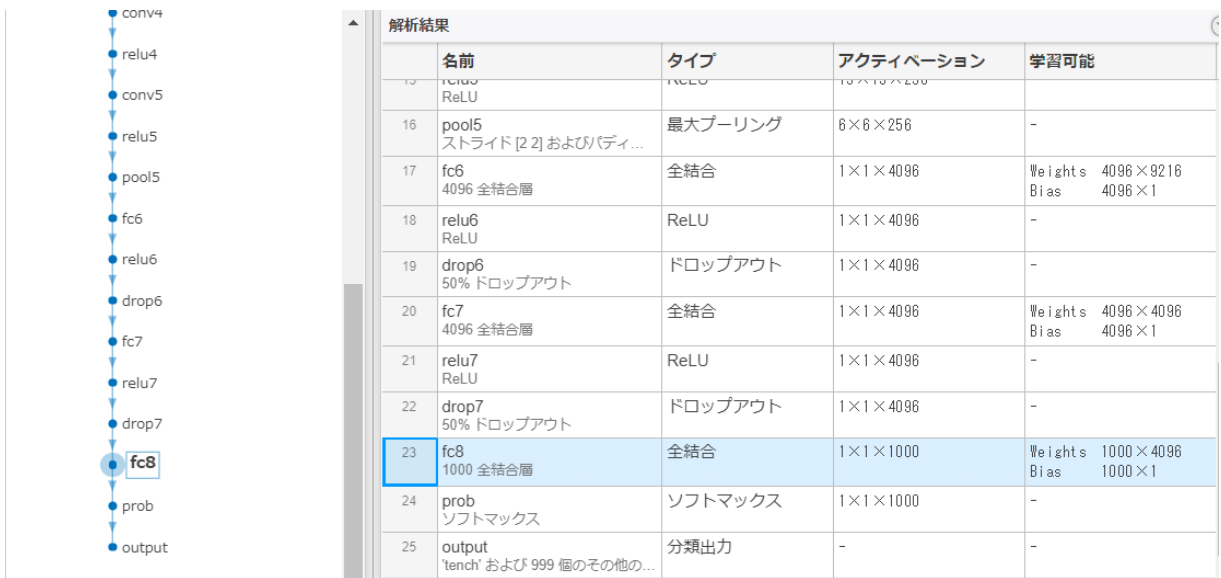 conv4
relu4
conv5
relu5
pool5
fc6
relu6
drop6
fc7
relu7
drop7
fc8
prob
output
解析結果
名前 タイプ アクティベーション 学習可能
15 relu5 ReLU 13×13×256
ReLU
16 pool5 最大プーリング 6×6×256 -
ストライド [2 2] およびパディ...
17 fc6 全結合 1×1×4096 Weights 4096×9216
4096 全結合層 Bias 4096×1
18 relu6 ReLU 1×1×4096 -
ReLU
19 drop6 ドロップアウト 1×1×4096 -
50% ドロップアウト
20 fc7 全結合 1×1×4096 Weights 4096×4096
4096 全結合層 Bias 4096×1
21 relu7 ReLU 1×1×4096 -
ReLU
22 drop7 ドロップアウト 1×1×4096 -
50% ドロップアウト
23 fc8 全結合 1×1×1000 Weights 1000×4096
1000 全結合層 Bias 1000×1
24 prob ソフトマックス 1×1×1000 -
ソフトマックス
25 output 分類出力 - -
'tench' および 999 個のその他の...